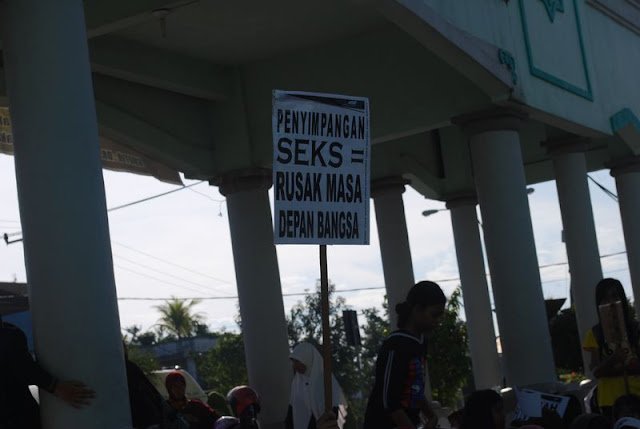 PENYIMPANGAN
SEKS =
RUSAK MASA
DEPAN BANGSA